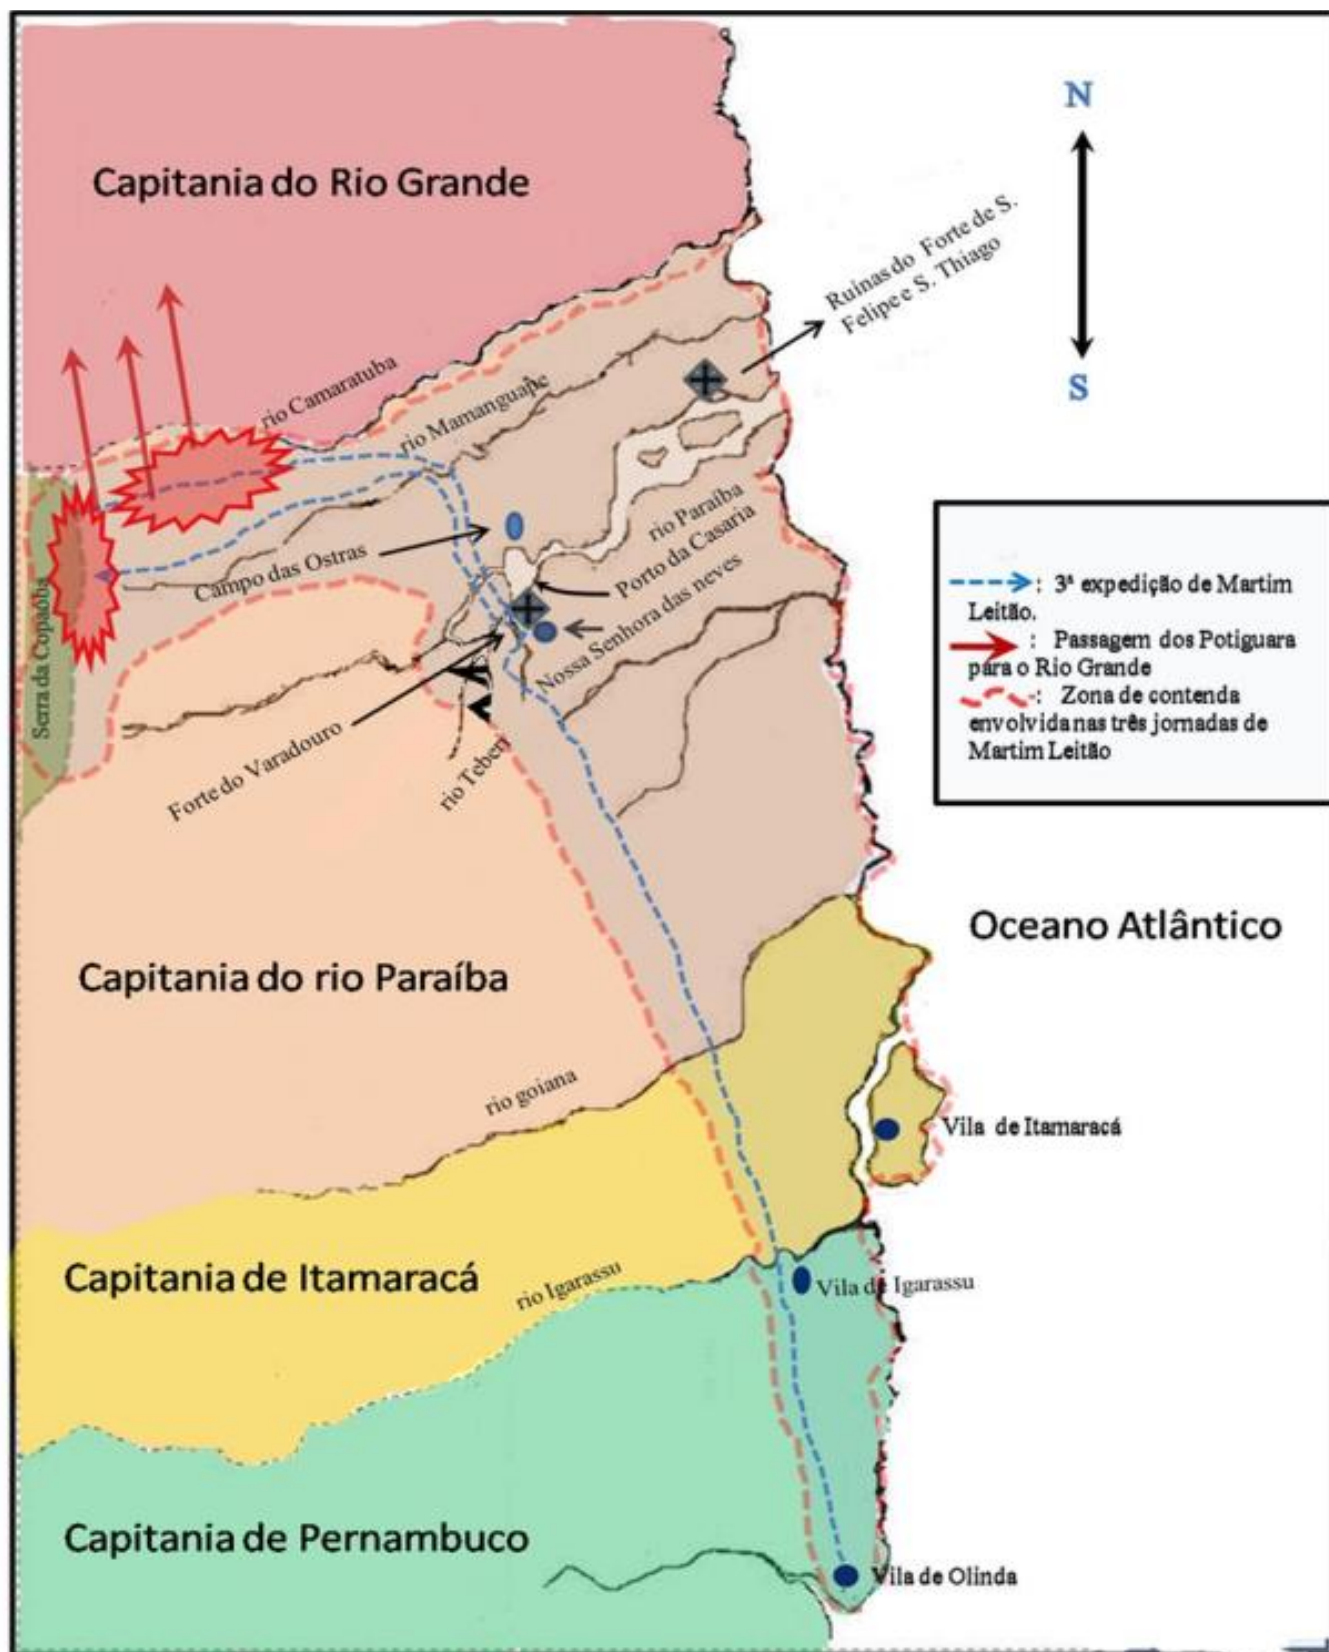 N
Capitania do Rio Grande
Ruinas do Forte de S.
Felipe e S. Thiago
S
rio Camaratuba
rio Mamanguape
rio Paraíba
Porto da Casaria
Nossa Senhora das neves
Campo das Ostras
Serra da Copaoba
Forte do Varadouro
rio Teberi
: 3ª expedição de Martim
Leitão.
: Passagem dos Potiguara
para o Rio Grande
: Zona de contenda
envolvida nas três jornadas de
Martim Leitão
Oceano Atlântico
Capitania do rio Paraíba
rio goiana
Vila de Itamaracá
Capitania de Itamaracá
rio Igarassu
Vila de Igarassu
Capitania de Pernambuco
Vila de Olinda